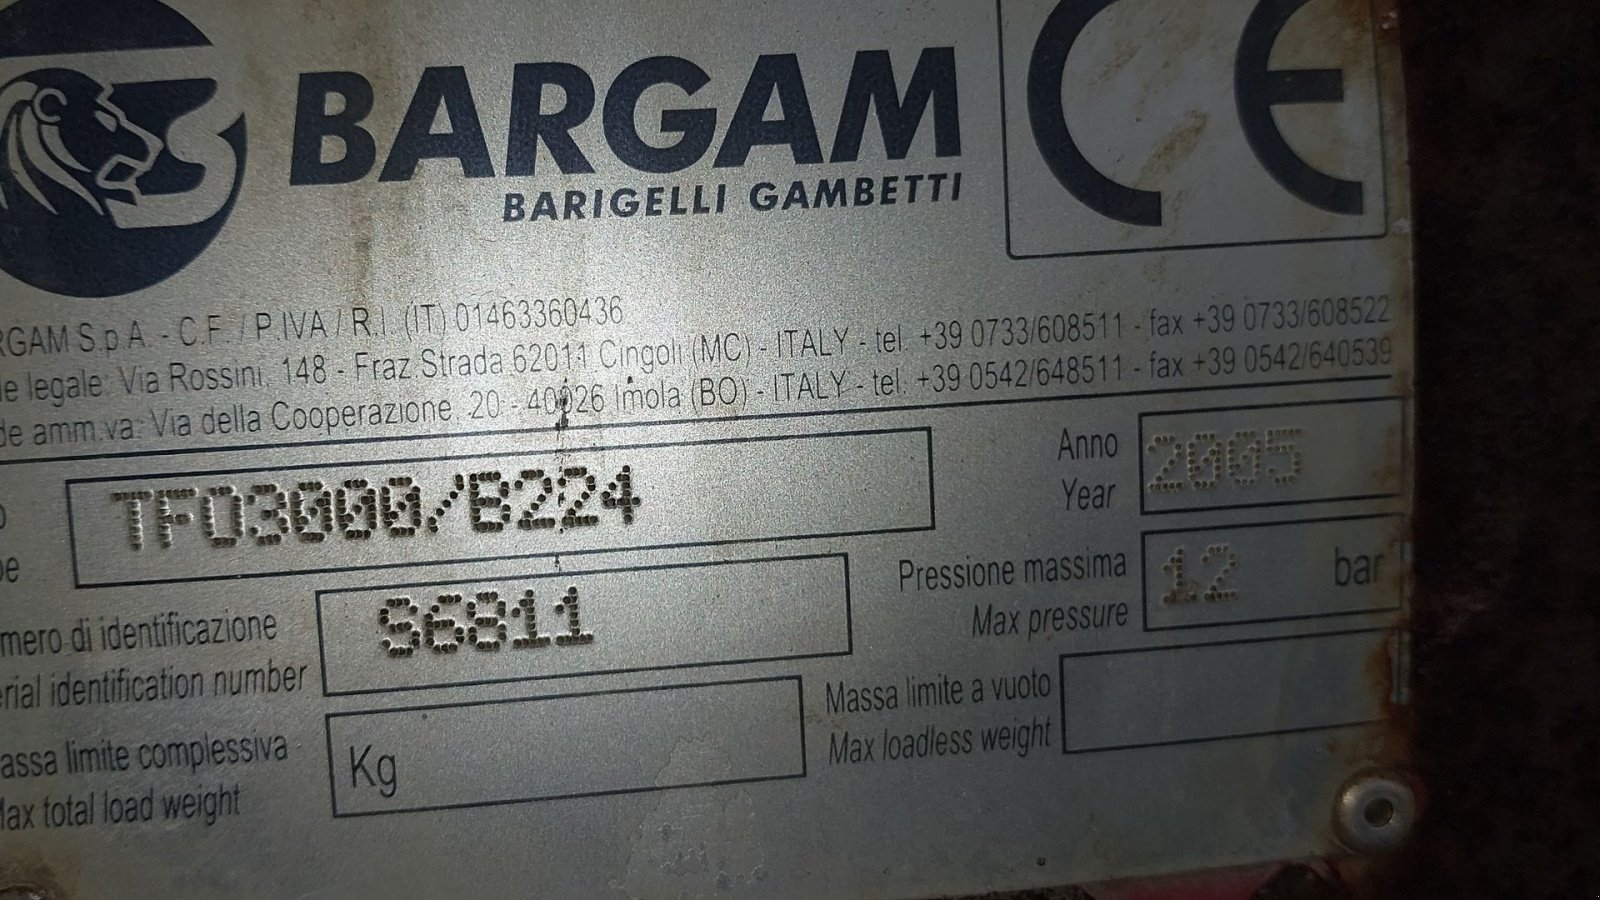 BARGAM
BARIGELLI GAMBETTI
CE
RGAM S.p.A. - C.F. / P.IVA / R.I. (IT) 01463360436
de legale: Via Rossini, 148 - Fraz.Strada 62011 Cingoli (MC) - ITALY - tel. +39 0733/608511 - fax +39 0733/608522
de amm.va: Via della Cooperazione, 20 - 40026 Imola (BO) - ITALY - tel. +39 0542/648511 - fax +39 0542/640539
TFO3000/B224
Anno 2005
Year
mero di identificazione S6811
erial identification number
Pressione massima 12 bar
Max pressure
assa limite complessiva Kg
Max total load weight
Massa limite a vuoto
Max loadless weight